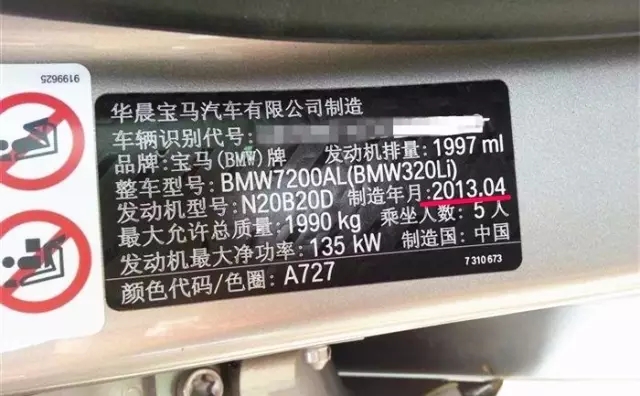 9199625
华晨宝马汽车有限公司制造
车辆识别代号:
品牌:宝马(BMW)牌 发动机排量:1997 ml
整车型号:BMW7200AL(BMW320Li)
发动机型号:N20B20D 制造年月:2013.04
最大允许总质量:1990 kg 乘坐人数:5人
发动机最大净功率:135 kW 制造国:中国
颜色代码/色圈:A727
7 310 673